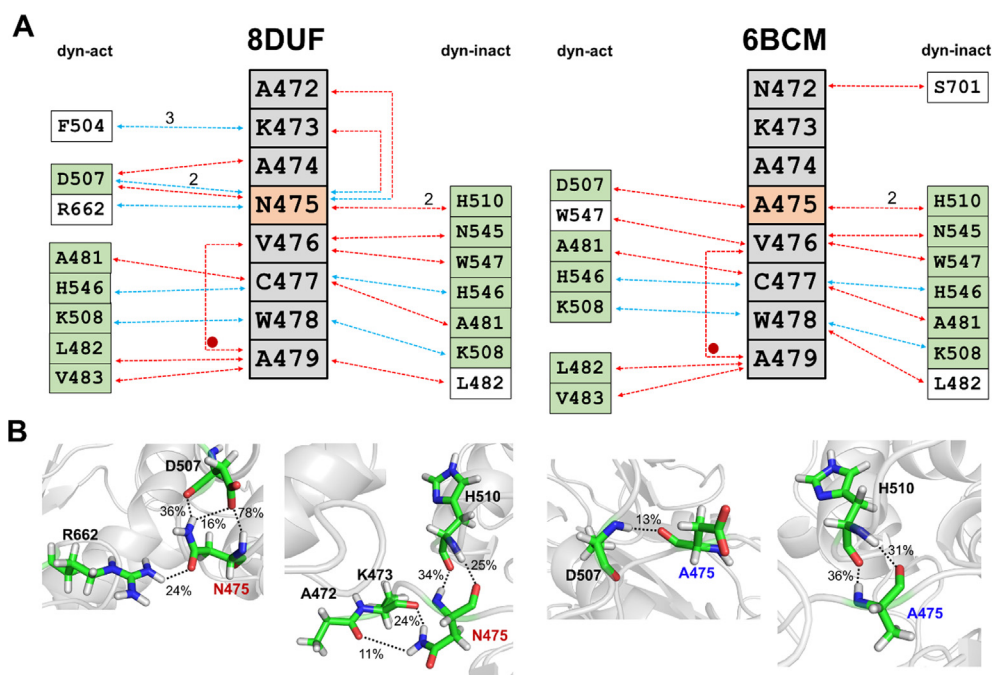 A
8DUF
6BCM
dyn-act
dyn-inact
dyn-act
dyn-inact
A472
K473
A474
N475
V476
C477
W478
A479
F504
D507
R662
A481
H546
K508
L482
V483
3
2
2
H510
N545
W547
H546
A481
K508
L482
N472
K473
A474
A475
V476
C477
W478
A479
D507
W547
A481
H546
K508
L482
V483
S701
2
H510
N545
W547
H546
A481
K508
L482
B
D507
36%
16%
78%
R662
24%
N475
H510
34%
25%
K473
A472
24%
11%
N475
13%
D507
A475
H510
31%
36%
A475